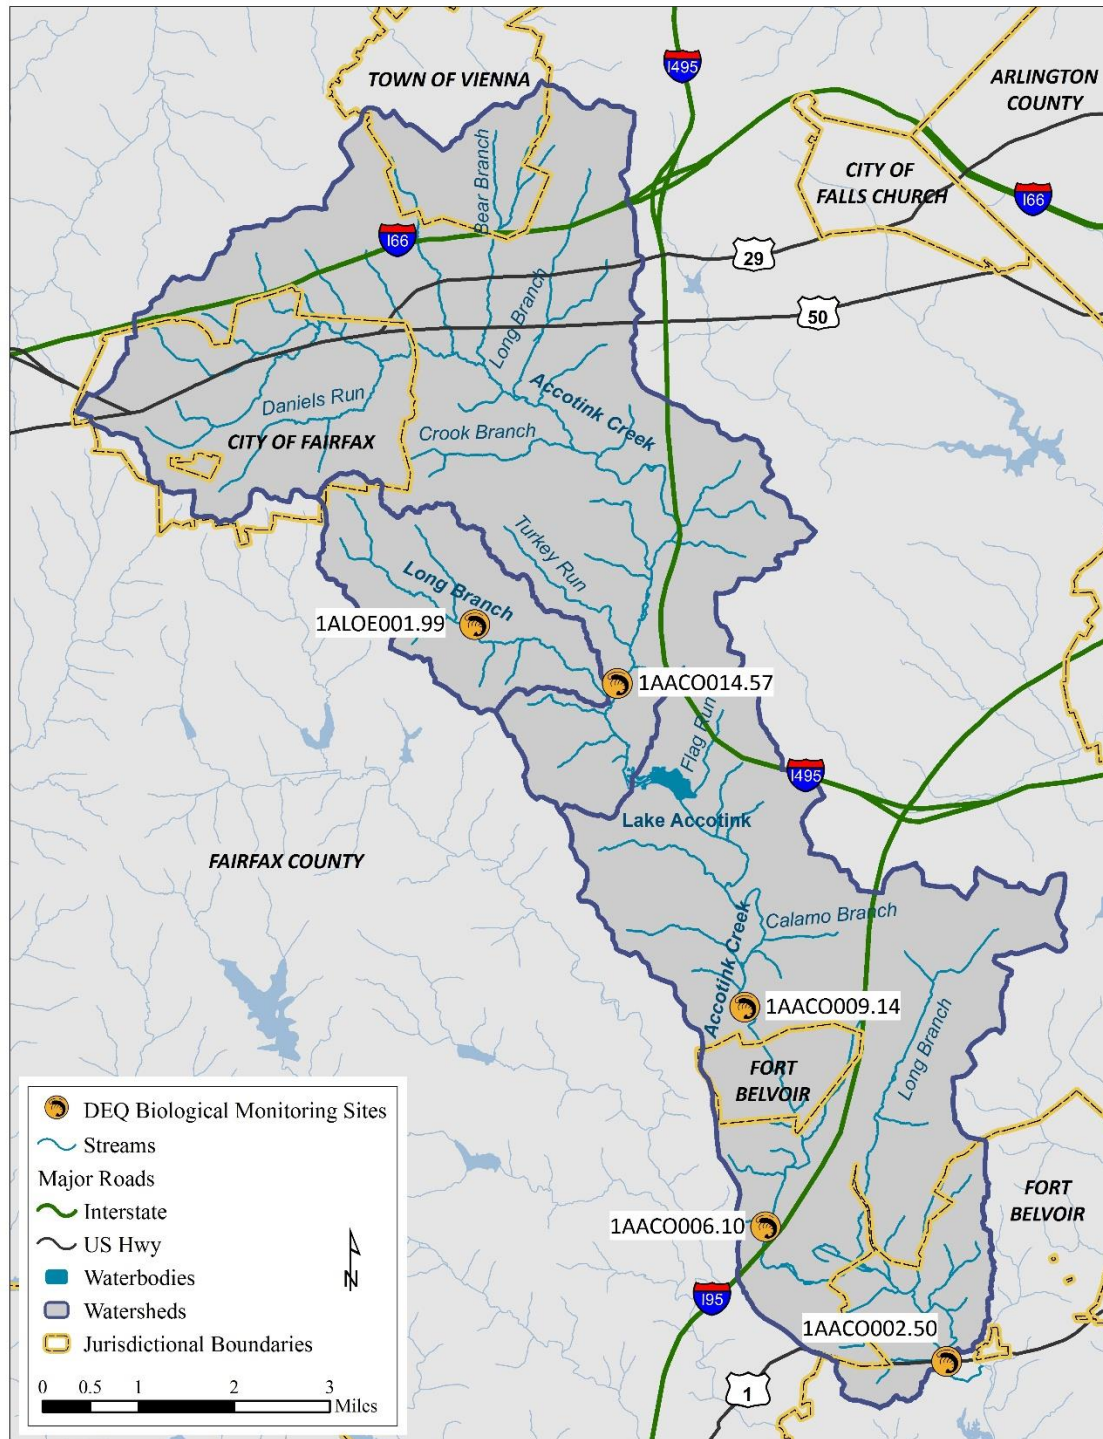 I495
TOWN OF VIENNA
ARLINGTON
COUNTY
Bear Branch
CITY OF
FALLS CHURCH
I66
I66
29
50
Long Branch
Daniels Run
Accotink Creek
CITY OF FAIRFAX
Crook Branch
Turkey Run
Long Branch
1ALOE001.99
1AACO014.57
Flag Run
I495
Lake Accotink
FAIRFAX COUNTY
Calamo Branch
Accotink Creek
1AACO009.14
Long Branch
FORT
BELVOIR
FORT
BELVOIR
1AACO006.10
I95
1AACO002.50
1
DEQ Biological Monitoring Sites
Streams
Major Roads
Interstate
US Hwy
Waterbodies
Watersheds
Jurisdictional Boundaries
N
0 0.5 1 2 3
Miles